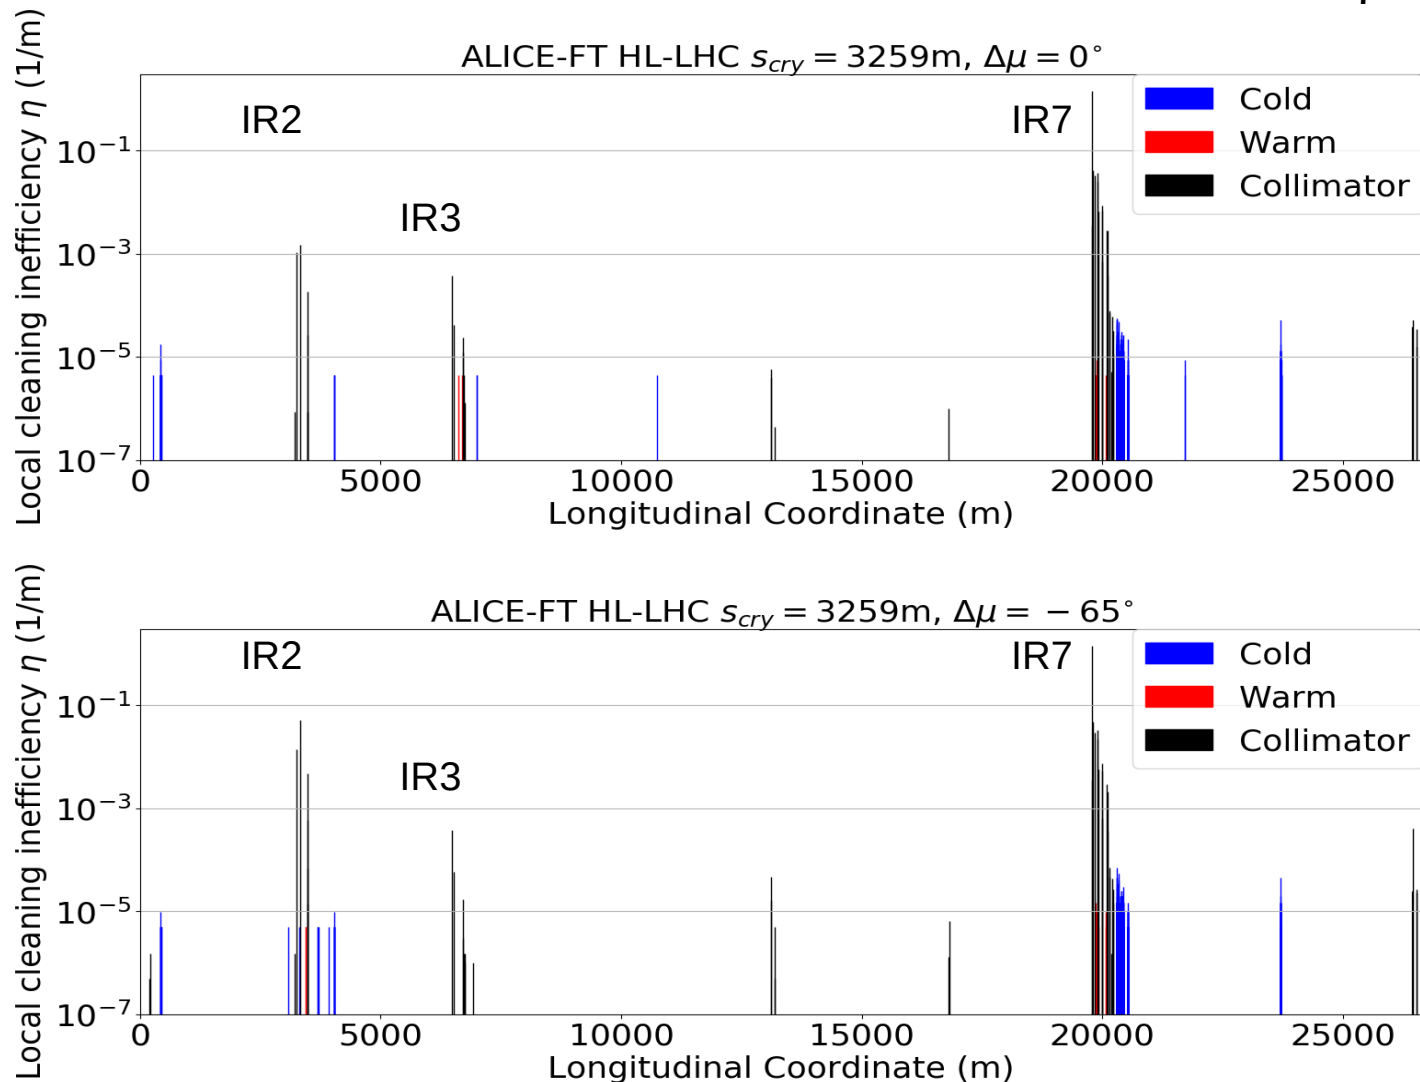 ALICE-FT HL-LHC s_cry = 3259m, Δμ = 0°
Local cleaning inefficiency η (1/m)
IR2
IR3
IR7
Cold
Warm
Collimator
10⁻¹
10⁻³
10⁻⁵
10⁻⁷
0 5000 10000 15000 20000 25000
Longitudinal Coordinate (m)
ALICE-FT HL-LHC s_cry = 3259m, Δμ = − 65°
Local cleaning inefficiency η (1/m)
IR2
IR3
IR7
Cold
Warm
Collimator
10⁻¹
10⁻³
10⁻⁵
10⁻⁷
0 5000 10000 15000 20000 25000
Longitudinal Coordinate (m)